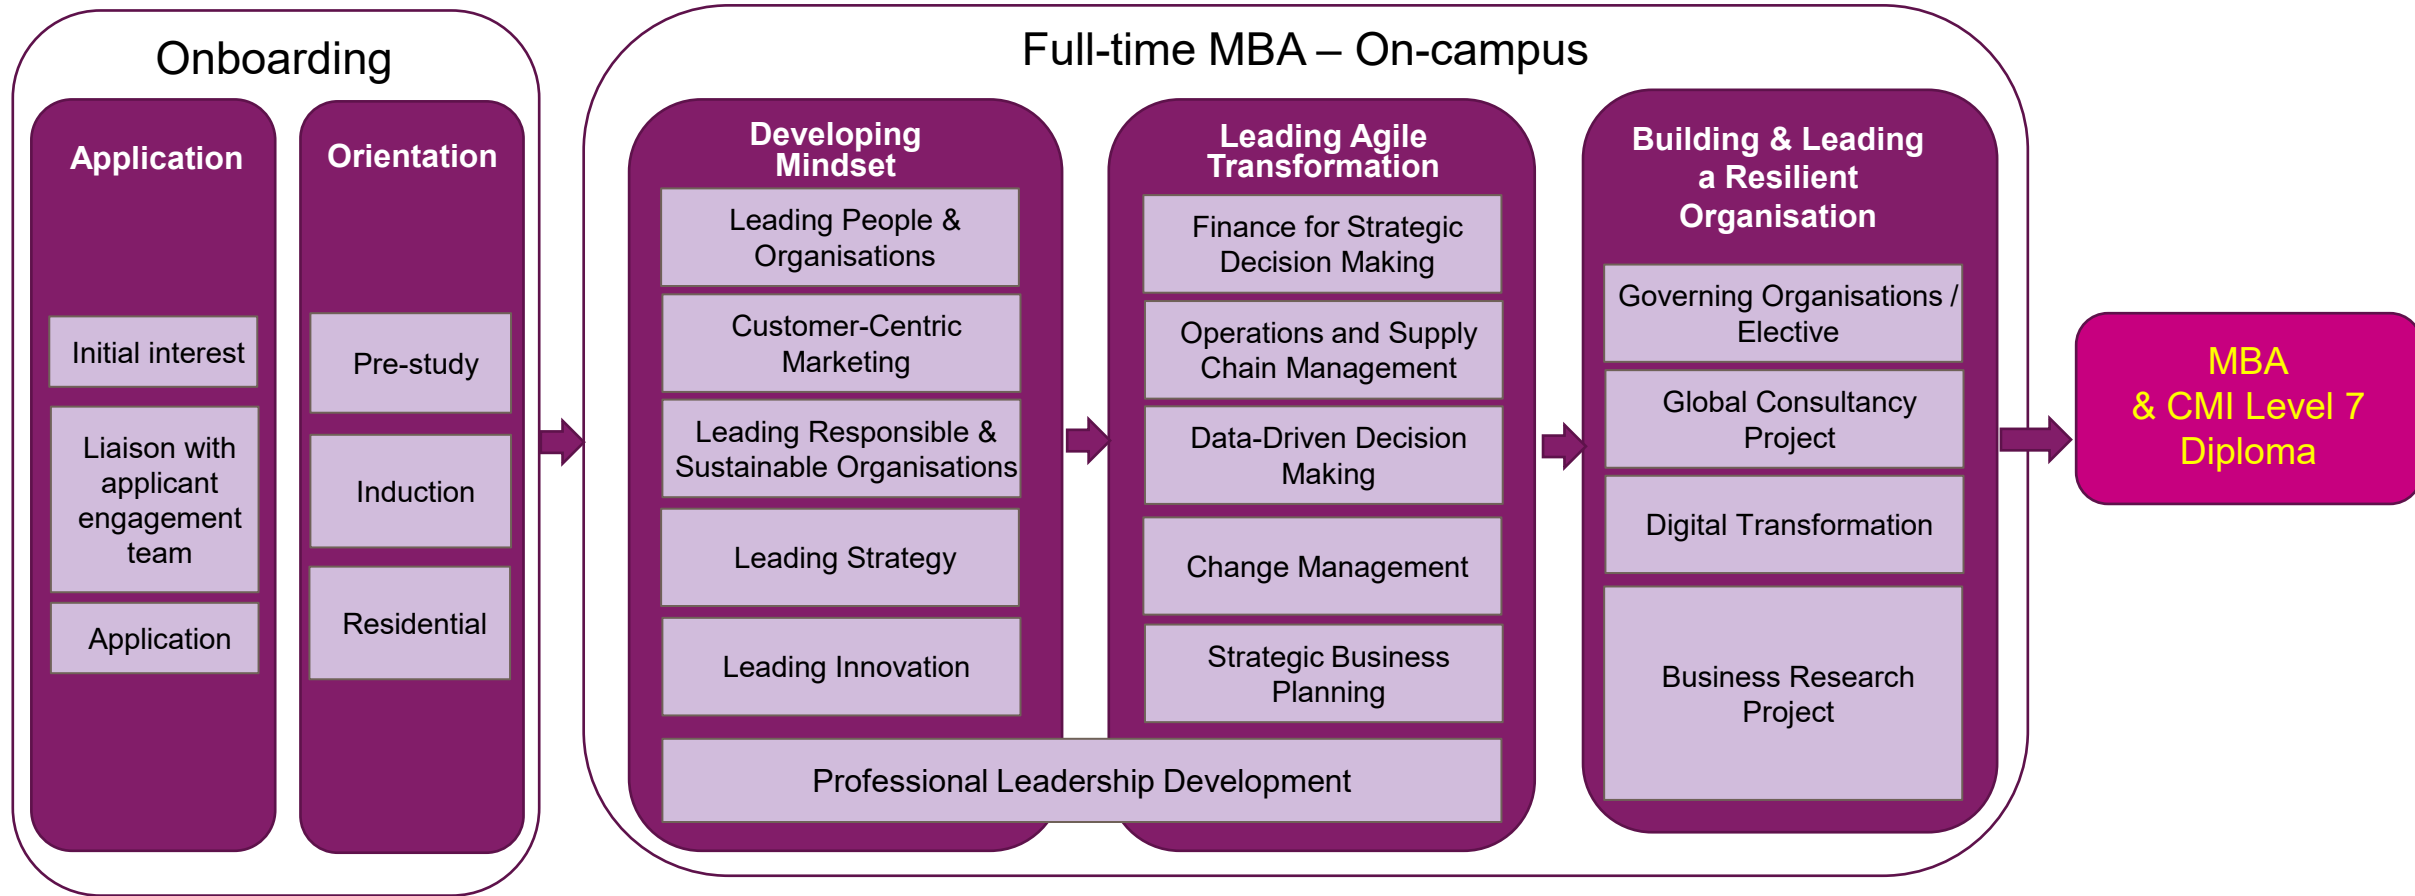 Onboarding
Application
Initial interest
Liaison with
applicant
engagement
team
Application
Orientation
Pre-study
Induction
Residential
Full-time MBA – On-campus
Developing
Mindset
Leading People &
Organisations
Customer-Centric
Marketing
Leading Responsible &
Sustainable Organisations
Leading Strategy
Leading Innovation
Leading Agile
Transformation
Finance for Strategic
Decision Making
Operations and Supply
Chain Management
Data-Driven Decision
Making
Change Management
Strategic Business
Planning
Professional Leadership Development
Building & Leading
a Resilient
Organisation
Governing Organisations /
Elective
Global Consultancy
Project
Digital Transformation
Business Research
Project
MBA
& CMI Level 7
Diploma